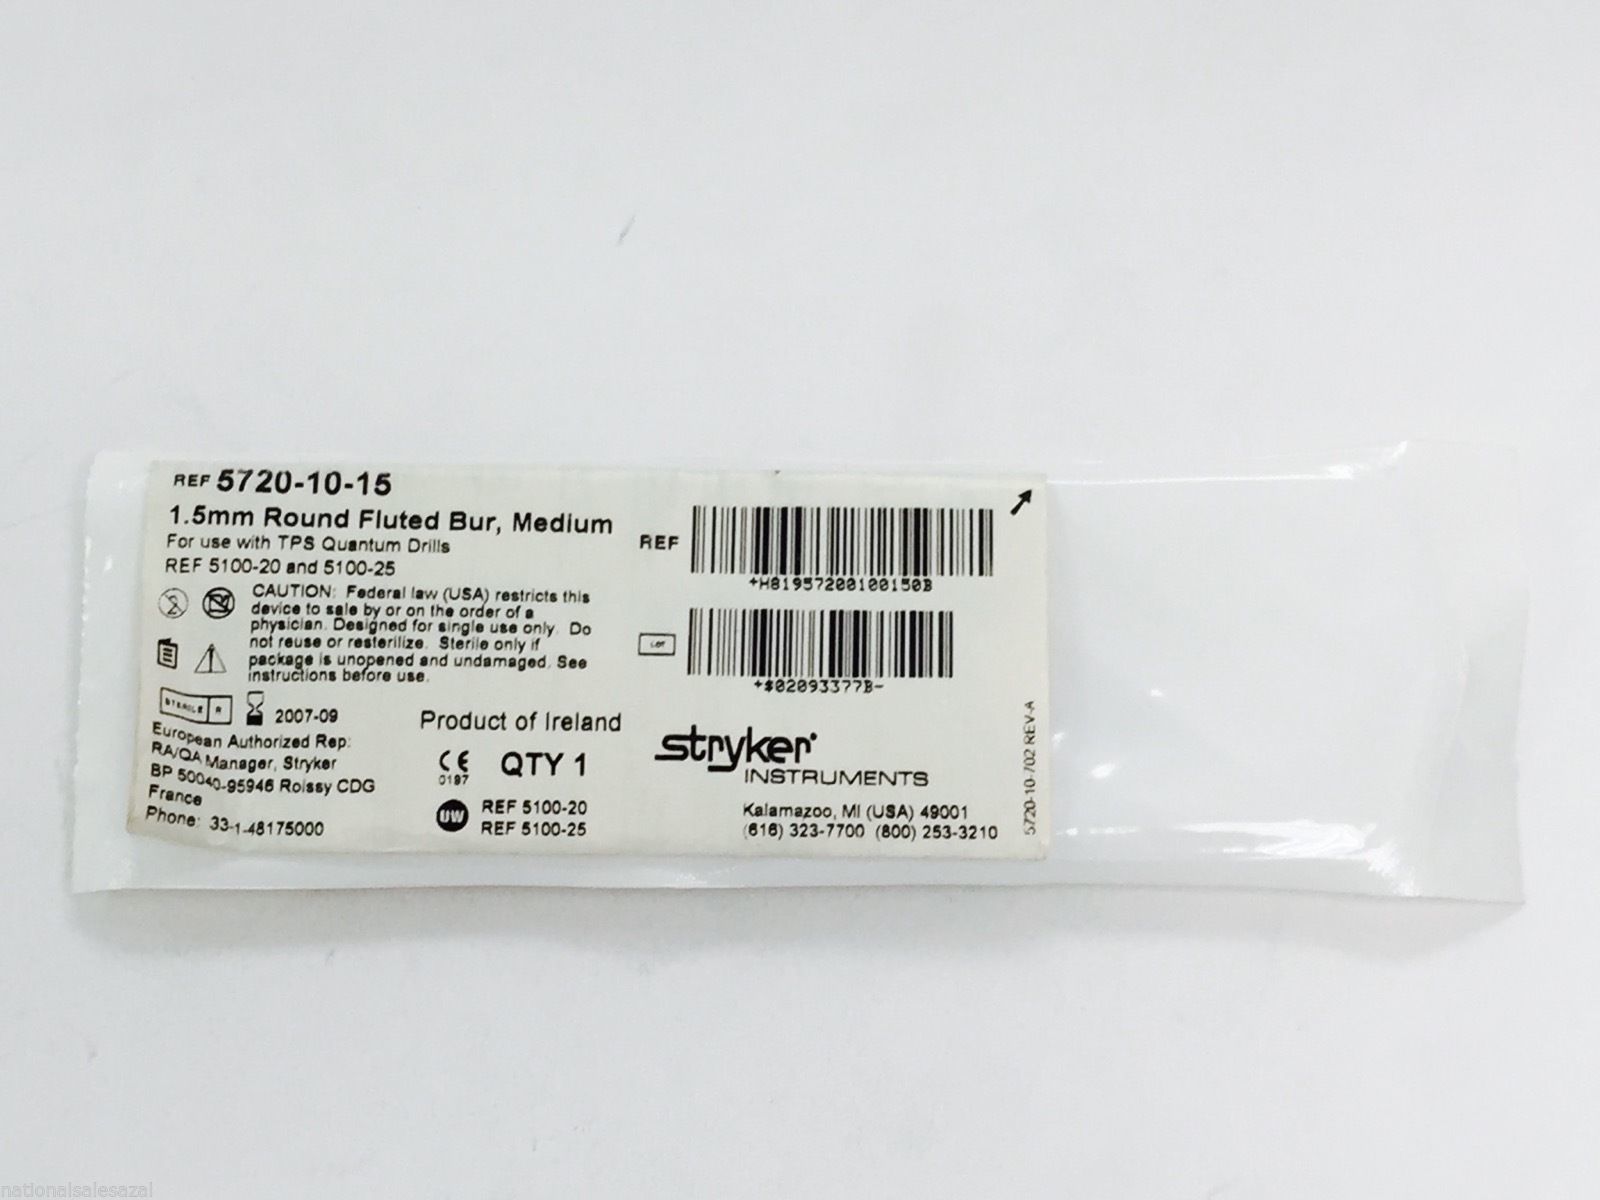 REF 5720-10-15
1.5mm Round Fluted Bur, Medium
For use with TPS Quantum Drills
REF 5100-20 and 5100-25
CAUTION: Federal law (USA) restricts this
device to sale by or on the order of a
physician. Designed for single use only. Do
not reuse or resterilize. Sterile only if
package is unopened and undamaged. See
instructions before use.
2
STERILE R
2007-09
European Authorized Rep:
RA/QA Manager, Stryker
BP 50040-95946 Roissy CDG
France
Phone: 33-1-48175000
Product of Ireland
CE
0197
QTY 1
UW
REF 5100-20
REF 5100-25
REF
+H81957200100150B
LOT
+$02093377B-
stryker
INSTRUMENTS
Kalamazoo, MI (USA) 49001
(616) 323-7700 (800) 253-3210
5720-10-702 REV-A
nationalsalesazal